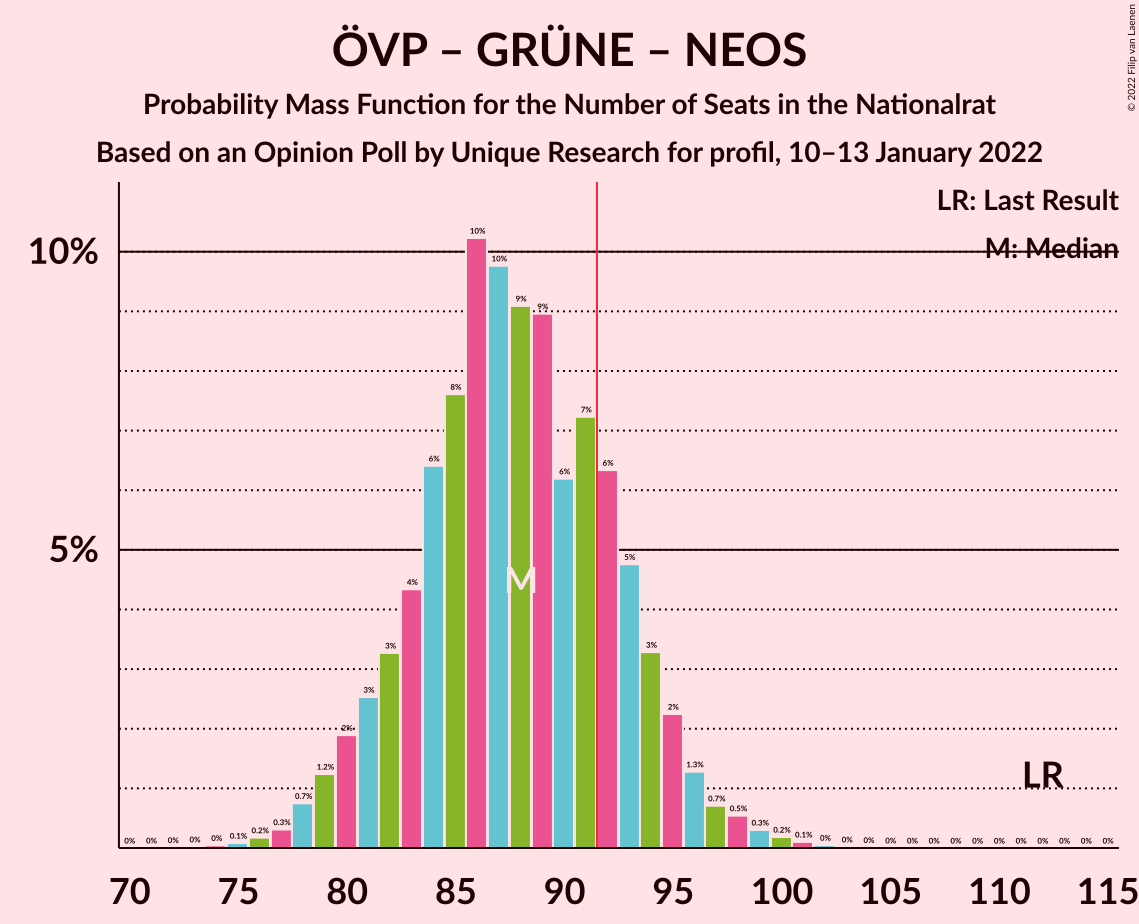 ÖVP – GRÜNE – NEOS
Probability Mass Function for the Number of Seats in the Nationalrat
Based on an Opinion Poll by Unique Research for profil, 10–13 January 2022
© 2022 Filip van Laenen
LR: Last Result
M: Median
10%
5%
0% 0% 0% 0% 0% 0.1% 0.2% 0.3% 0.7% 1.2% 2% 3% 3% 4% 6% 8% 10% 10% 9% 9% 6% 7% 6% 5% 3% 2% 1.3% 0.7% 0.5% 0.3% 0.2% 0.1% 0% 0% 0% 0% 0% 0% 0% 0% 0% 0% 0% 0% 0% 0%
M
LR
70 75 80 85 90 95 100 105 110 115